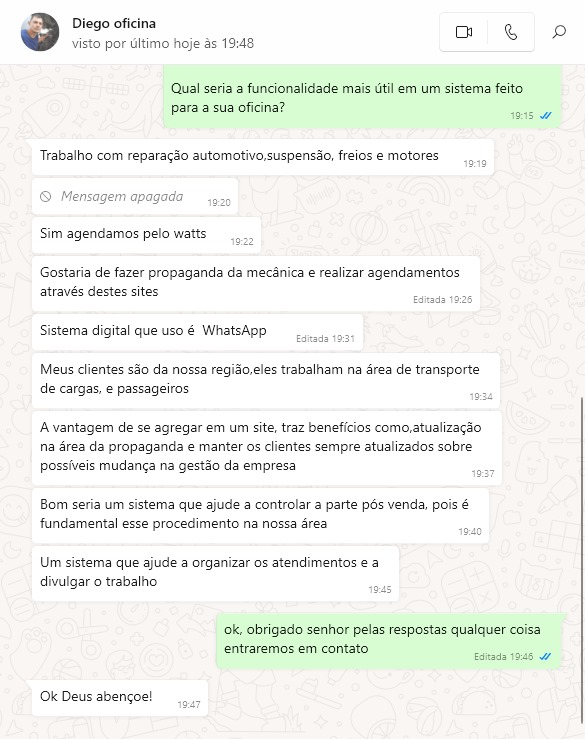 Diego oficina
visto por último hoje às 19:48
Qual seria a funcionalidade mais útil em um sistema feito
para a sua oficina?
19:15
Trabalho com reparação automotivo,suspensão, freios e motores
19:19
Mensagem apagada
19:20
Sim agendamos pelo watts
19:22
Gostaria de fazer propaganda da mecânica e realizar agendamentos
através destes sites
Editada 19:26
Sistema digital que uso é WhatsApp
Editada 19:31
Meus clientes são da nossa região,eles trabalham na área de transporte
de cargas, e passageiros
19:34
A vantagem de se agregar em um site, traz benefícios como,atualização
na área da propaganda e manter os clientes sempre atualizados sobre
possíveis mudança na gestão da empresa
19:37
Bom seria um sistema que ajude a controlar a parte pós venda, pois é
fundamental esse procedimento na nossa área
19:40
Um sistema que ajude a organizar os atendimentos e a
divulgar o trabalho
19:45
ok, obrigado senhor pelas respostas qualquer coisa
entraremos em contato
Editada 19:46
Ok Deus abençoe!
19:47